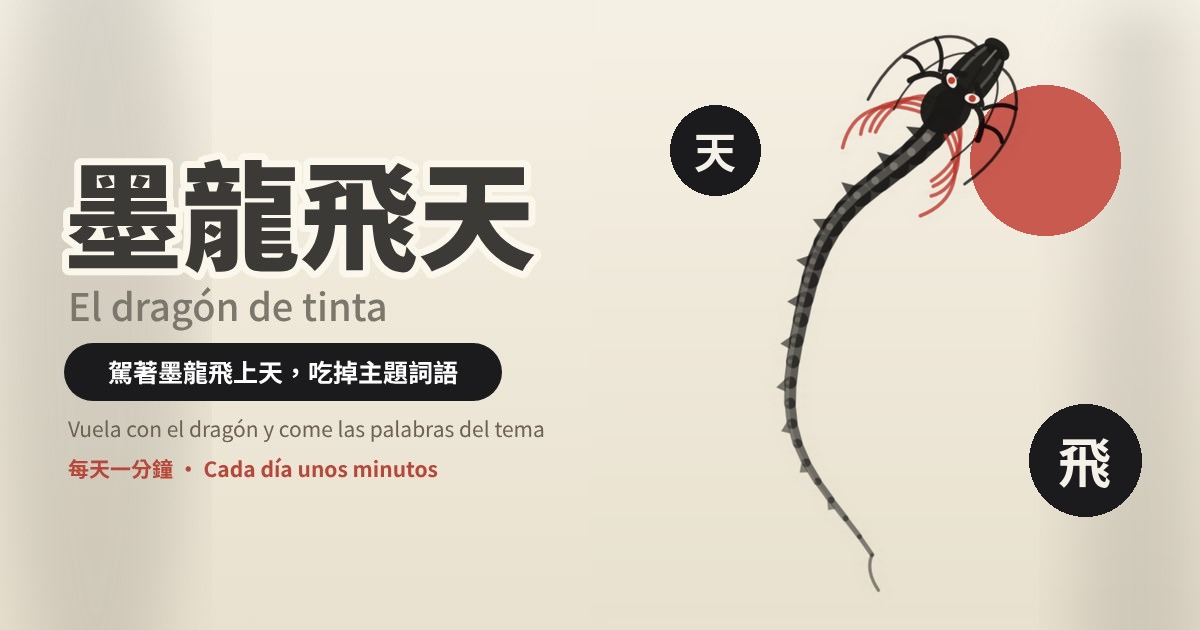 墨龍飛天
El dragón de tinta
駕著墨龍飛上天，吃掉主題詞語
Vuela con el dragón y come las palabras del tema
每天一分鐘 · Cada día unos minutos
天
飛